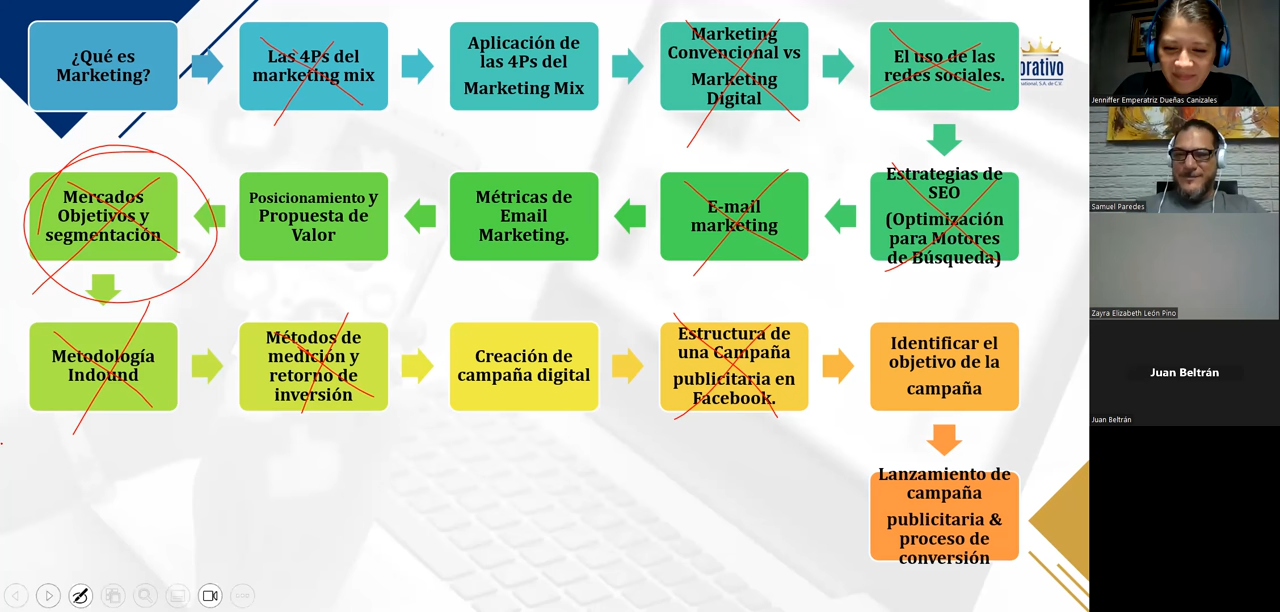 ¿Qué es
Marketing?
Las 4Ps del
marketing mix
Aplicación de
las 4Ps del
Marketing Mix
Marketing
Convencional vs
Marketing
Digital
El uso de las
redes sociales.
Estrategias de
SEO
(Optimización
para Motores
de Búsqueda)
E-mail
marketing
Métricas de
Email
Marketing.
Posicionamiento y
Propuesta de
Valor
Mercados
Objetivos y
segmentación
Metodología
Indound
Métodos de
medición y
retorno de
inversión
Creación de
campaña digital
Estructura de
una Campaña
publicitaria en
Facebook.
Identificar el
objetivo de la
campaña
Lanzamiento de
campaña
publicitaria &
proceso de
conversión
Jenniffer Emperatriz Dueñas Canizales
Samuel Paredes
Zayra Elizabeth León Pino
Juan Beltrán
Juan Beltrán